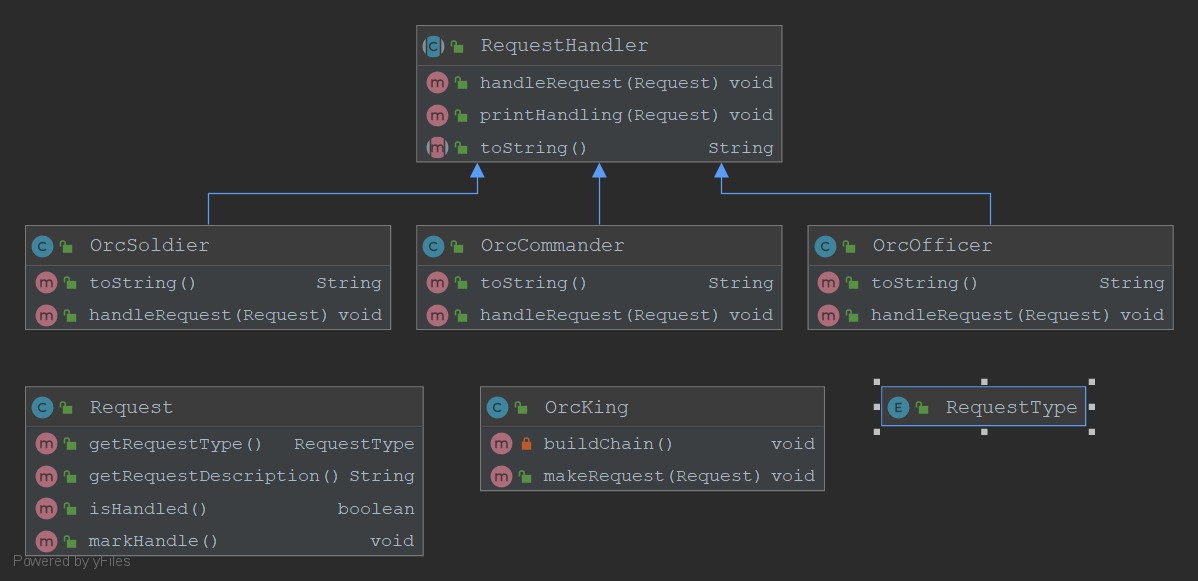 RequestHandler
handleRequest(Request) void
printHandling(Request) void
toString() String
OrcSoldier
toString() String
handleRequest(Request) void
OrcCommander
toString() String
handleRequest(Request) void
OrcOfficer
toString() String
handleRequest(Request) void
Request
getRequestType() RequestType
getRequestDescription() String
isHandled() boolean
markHandle() void
OrcKing
buildChain() void
makeRequest(Request) void
RequestType
Powered by yFiles